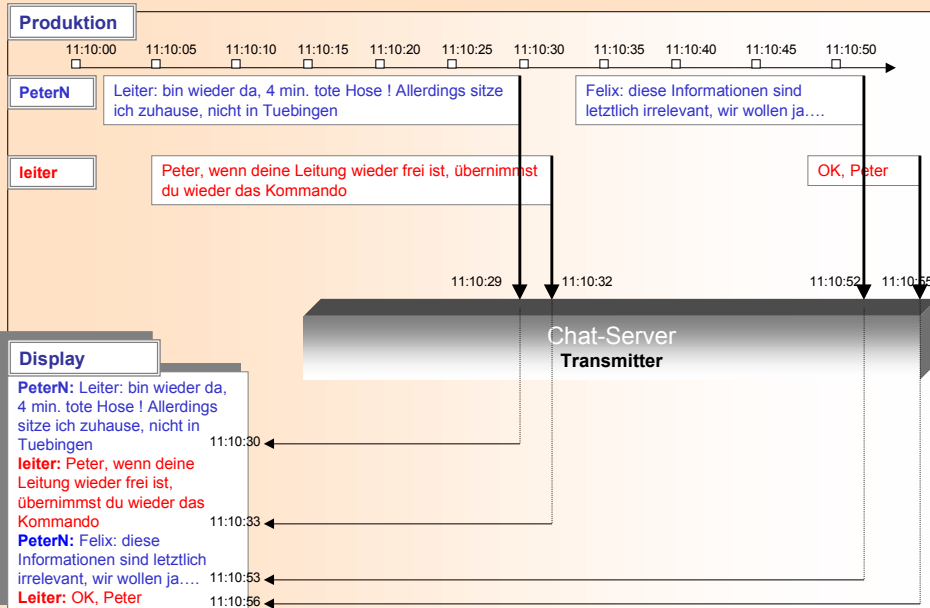 Produktion
11:10:00 11:10:05 11:10:10 11:10:15 11:10:20 11:10:25 11:10:30 11:10:35 11:10:40 11:10:45 11:10:50
PeterN
Leiter: bin wieder da, 4 min. tote Hose ! Allerdings sitze
ich zuhause, nicht in Tuebingen
Felix: diese Informationen sind
letztlich irrelevant, wir wollen ja….
leiter
Peter, wenn deine Leitung wieder frei ist, übernimmst
du wieder das Kommando
OK, Peter
11:10:29 11:10:32 11:10:52 11:10:55
Chat-Server
Transmitter
Display
PeterN: Leiter: bin wieder da,
4 min. tote Hose ! Allerdings
sitze ich zuhause, nicht in
Tuebingen
11:10:30
leiter: Peter, wenn deine
Leitung wieder frei ist,
übernimmst du wieder das
Kommando
11:10:33
PeterN: Felix: diese
Informationen sind letztlich
irrelevant, wir wollen ja….
11:10:53
Leiter: OK, Peter
11:10:56